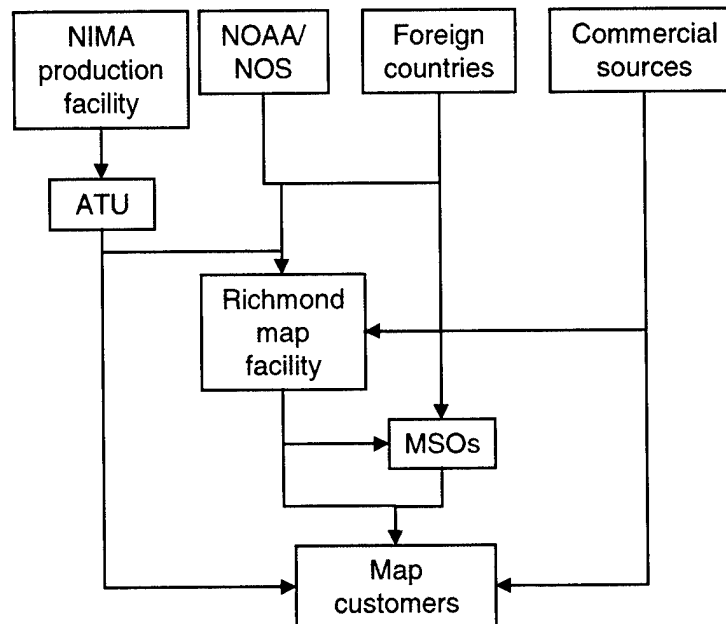 NIMA
production
facility
NOAA/
NOS
Foreign
countries
Commercial
sources
ATU
Richmond
map
facility
MSOs
Map
customers